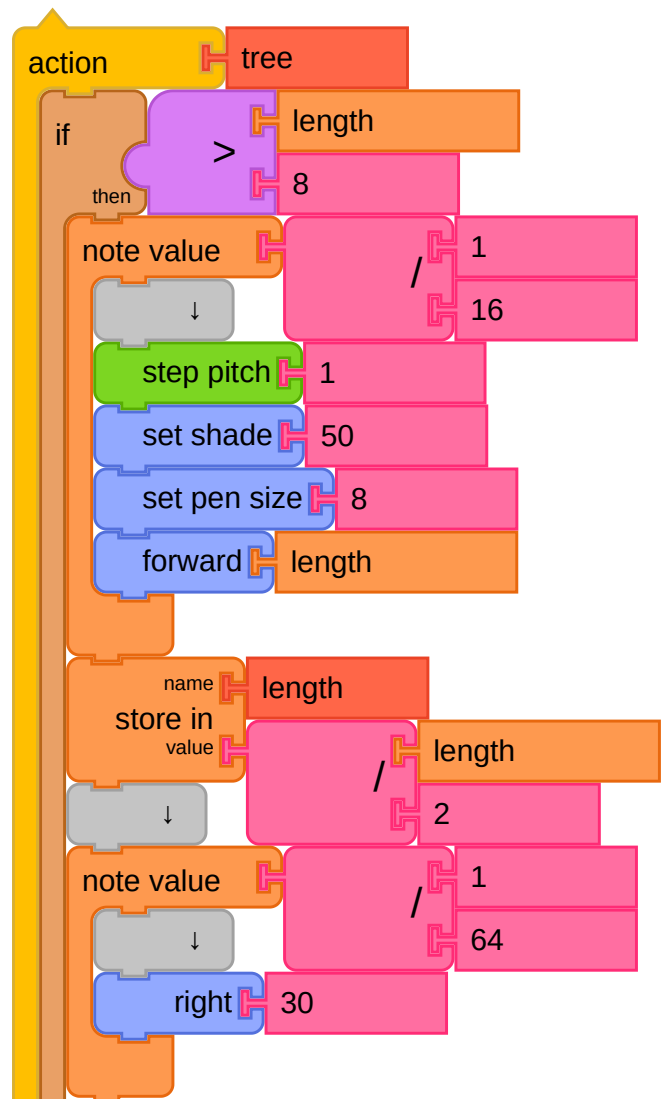 action tree
if > length
then 8
note value / 1
↓ 16
step pitch 1
set shade 50
set pen size 8
forward length
name length
store in
value / length
↓ 2
note value / 1
↓ 64
right 30